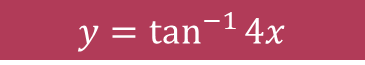 y = tan⁻¹ 4x